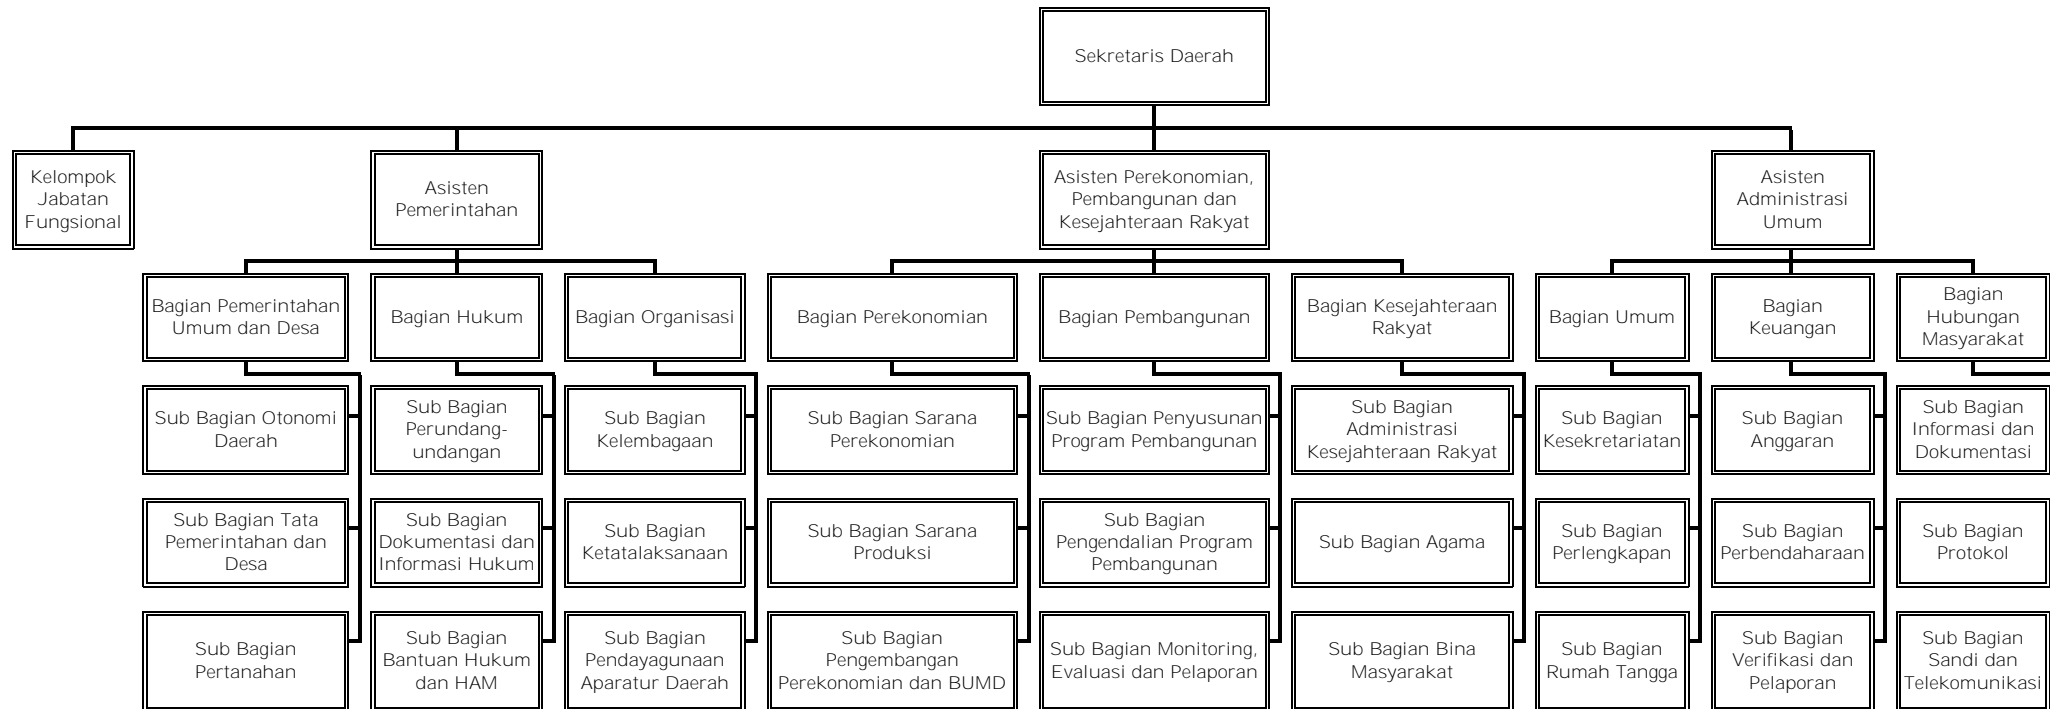 Sekretaris Daerah
Kelompok
Jabatan
Fungsional
Asisten
Pemerintahan
Asisten Perekonomian,
Pembangunan dan
Kesejahteraan Rakyat
Asisten
Administrasi
Umum
Bagian Pemerintahan
Umum dan Desa
Bagian Hukum
Bagian Organisasi
Bagian Perekonomian
Bagian Pembangunan
Bagian Kesejahteraan
Rakyat
Bagian Umum
Bagian
Keuangan
Bagian
Hubungan
Masyarakat
Sub Bagian Otonomi
Daerah
Sub Bagian
Perundang-
undangan
Sub Bagian
Kelembagaan
Sub Bagian Sarana
Perekonomian
Sub Bagian Penyusunan
Program Pembangunan
Sub Bagian
Administrasi
Kesejahteraan Rakyat
Sub Bagian
Kesekretariatan
Sub Bagian
Anggaran
Sub Bagian
Informasi dan
Dokumentasi
Sub Bagian Tata
Pemerintahan dan
Desa
Sub Bagian
Dokumentasi dan
Informasi Hukum
Sub Bagian
Ketatalaksanaan
Sub Bagian Sarana
Produksi
Sub Bagian
Pengendalian Program
Pembangunan
Sub Bagian Agama
Sub Bagian
Perlengkapan
Sub Bagian
Perbendaharaan
Sub Bagian
Protokol
Sub Bagian
Pertanahan
Sub Bagian
Bantuan Hukum
dan HAM
Sub Bagian
Pendayagunaan
Aparatur Daerah
Sub Bagian
Pengembangan
Perekonomian dan BUMD
Sub Bagian Monitoring,
Evaluasi dan Pelaporan
Sub Bagian Bina
Masyarakat
Sub Bagian
Rumah Tangga
Sub Bagian
Verifikasi dan
Pelaporan
Sub Bagian
Sandi dan
Telekomunikasi